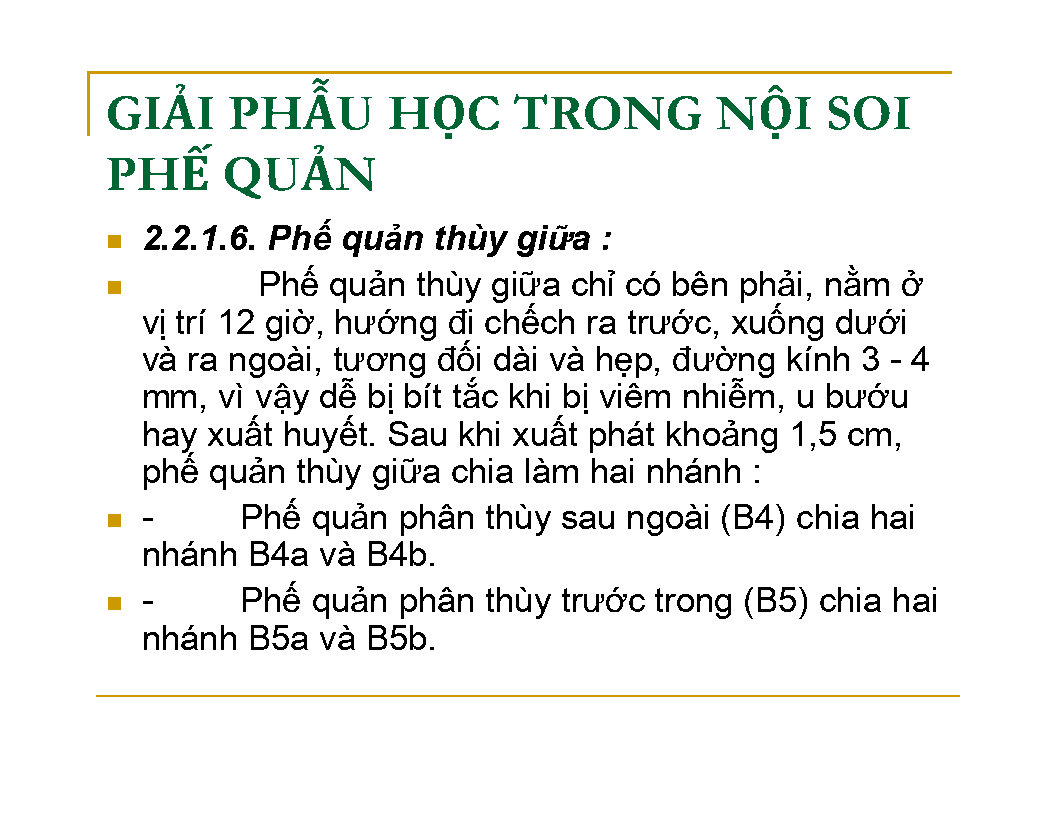 GIẢI PHẪU HỌC TRONG NỘI SOI
PHẾ QUẢN
2.2.1.6. Phế quản thùy giữa :
Phế quản thùy giữa chỉ có bên phải, nằm ở
vị trí 12 giờ, hướng đi chếch ra trước, xuống dưới
và ra ngoài, tương đối dài và hẹp, đường kính 3 - 4
mm, vì vậy dễ bị bít tắc khi bị viêm nhiễm, u bướu
hay xuất huyết. Sau khi xuất phát khoảng 1,5 cm,
phế quản thùy giữa chia làm hai nhánh :
- Phế quản phân thùy sau ngoài (B4) chia hai
nhánh B4a và B4b.
- Phế quản phân thùy trước trong (B5) chia hai
nhánh B5a và B5b.